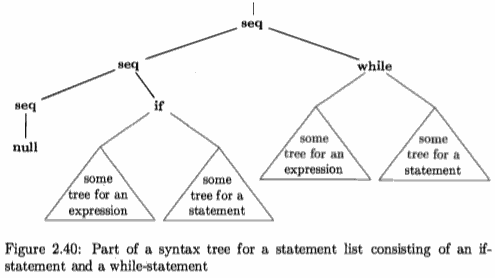 seq
seq
while
seq
if
null
some
tree for an
expression
some
tree for a
statement
some
tree for an
expression
some
tree for a
statement
Figure 2.40: Part of a syntax tree for a statement list consisting of an if-
statement and a while-statement